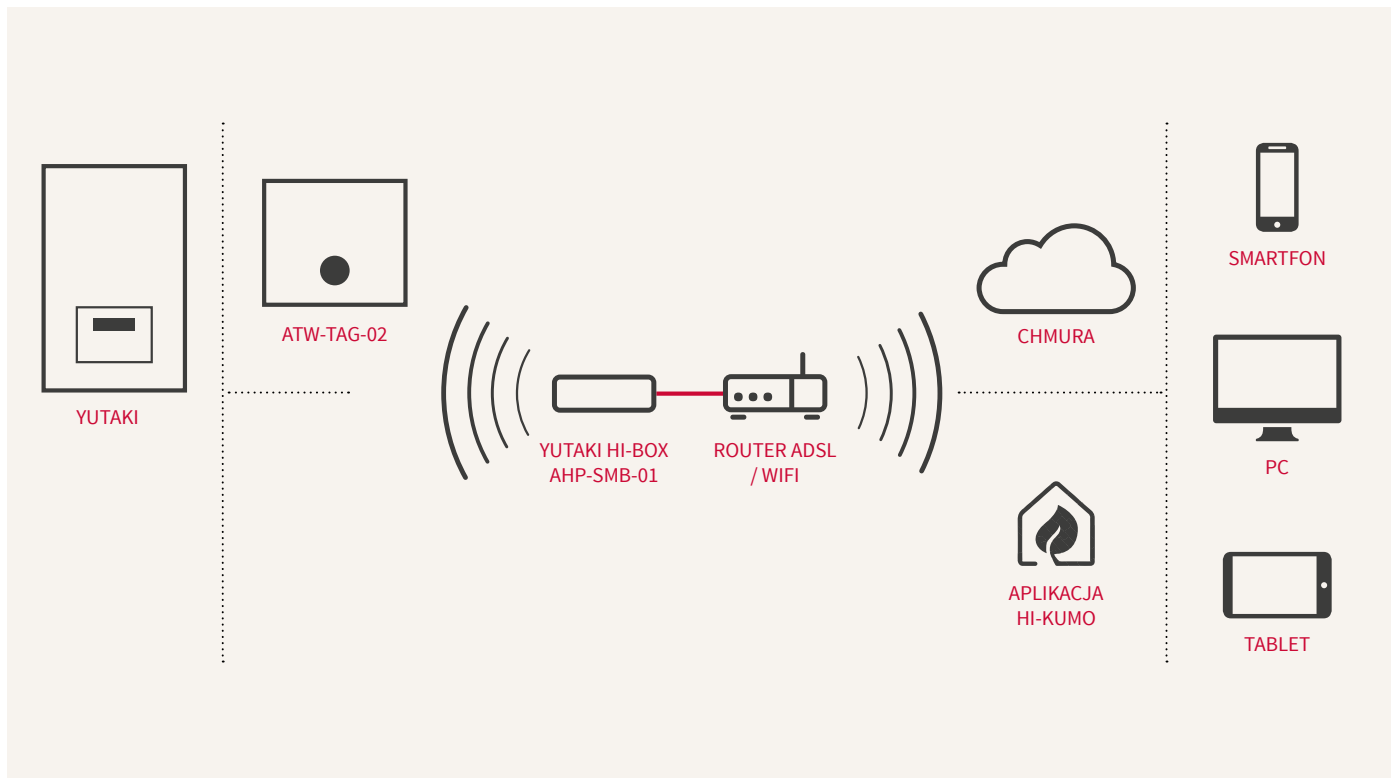 YUTAKI
ATW-TAG-02
YUTAKI HI-BOX
AHP-SMB-01
ROUTER ADSL
/ WIFI
CHMURA
APLIKACJA
HI-KUMO
SMARTFON
PC
TABLET